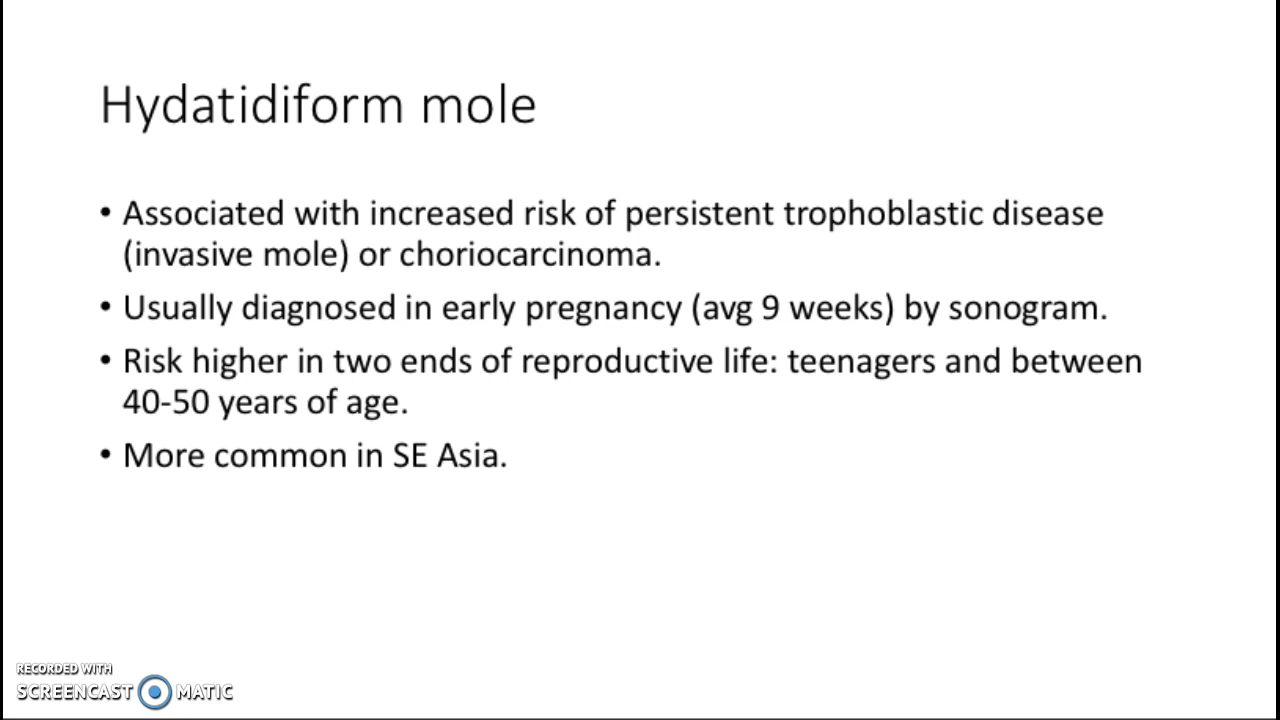 Hydatidiform mole
• Associated with increased risk of persistent trophoblastic disease
(invasive mole) or choriocarcinoma.
• Usually diagnosed in early pregnancy (avg 9 weeks) by sonogram.
• Risk higher in two ends of reproductive life: teenagers and between
40-50 years of age.
• More common in SE Asia.
RECORDED WITH
SCREENCAST MATIC